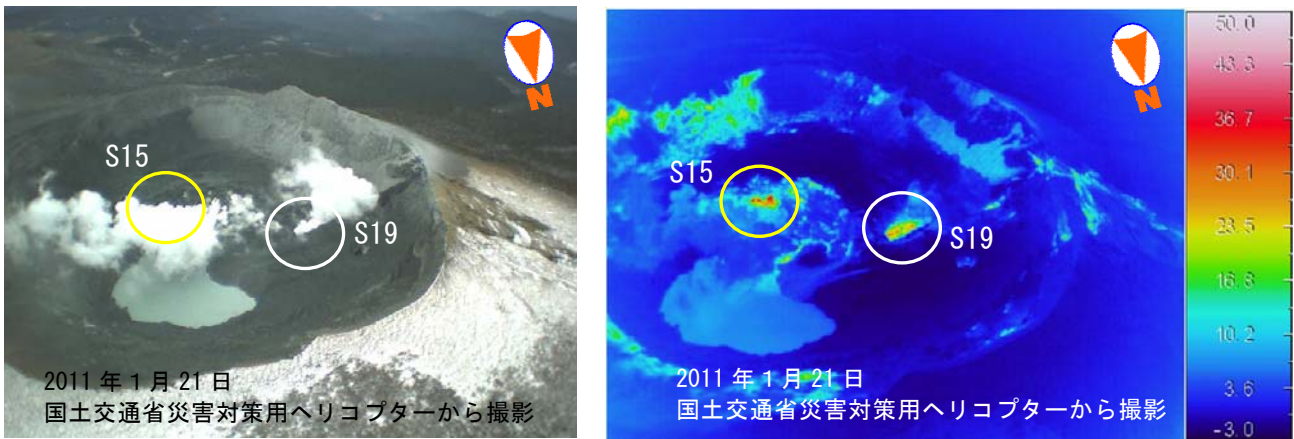 N
S15
S19
2011年1月21日
国土交通省災害対策用ヘリコプターから撮影
N
S15
S19
2011年1月21日
国土交通省災害対策用ヘリコプターから撮影
50.0
43.3
36.7
30.1
23.5
16.8
10.2
3.6
-3.0